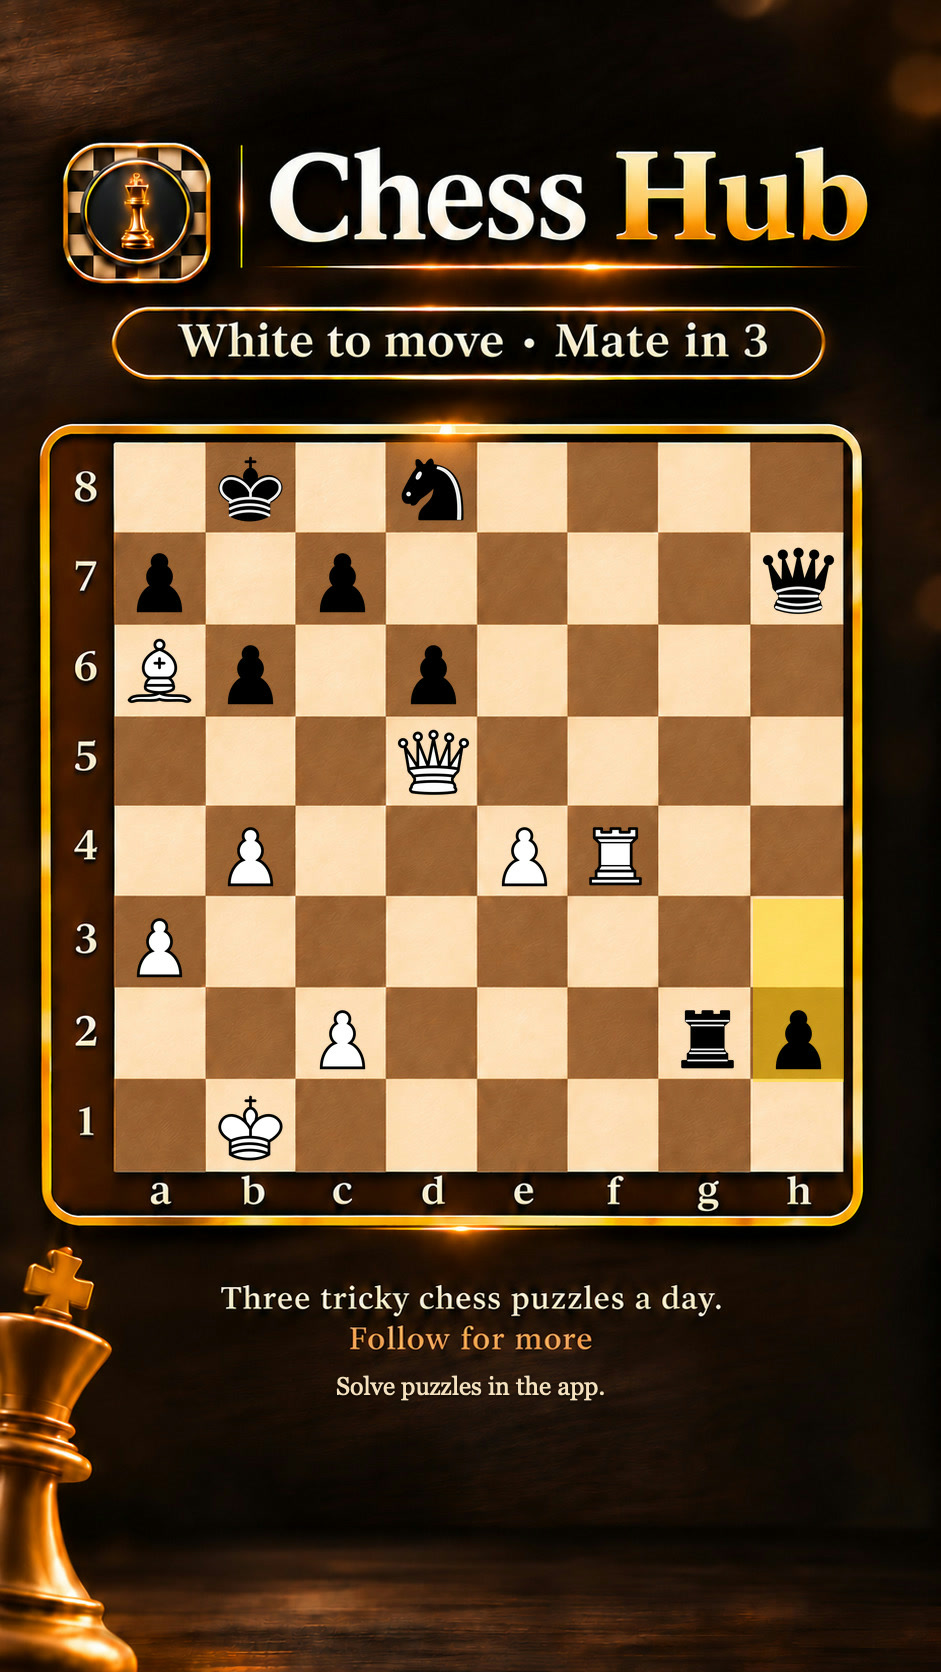 Chess Hub
White to move • Mate in 3
8
7
6
5
4
3
2
1
a b c d e f g h
Three tricky chess puzzles a day.
Follow for more
Solve puzzles in the app.